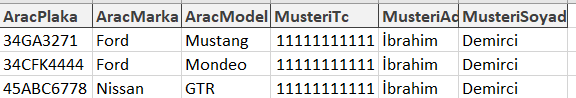 AracPlaka AracMarka AracModel MusteriTc MusteriAd MusteriSoyad
34GA3271 Ford Mustang 11111111111 İbrahim Demirci
34CFK4444 Ford Mondeo 11111111111 İbrahim Demirci
45ABC6778 Nissan GTR 11111111111 İbrahim Demirci